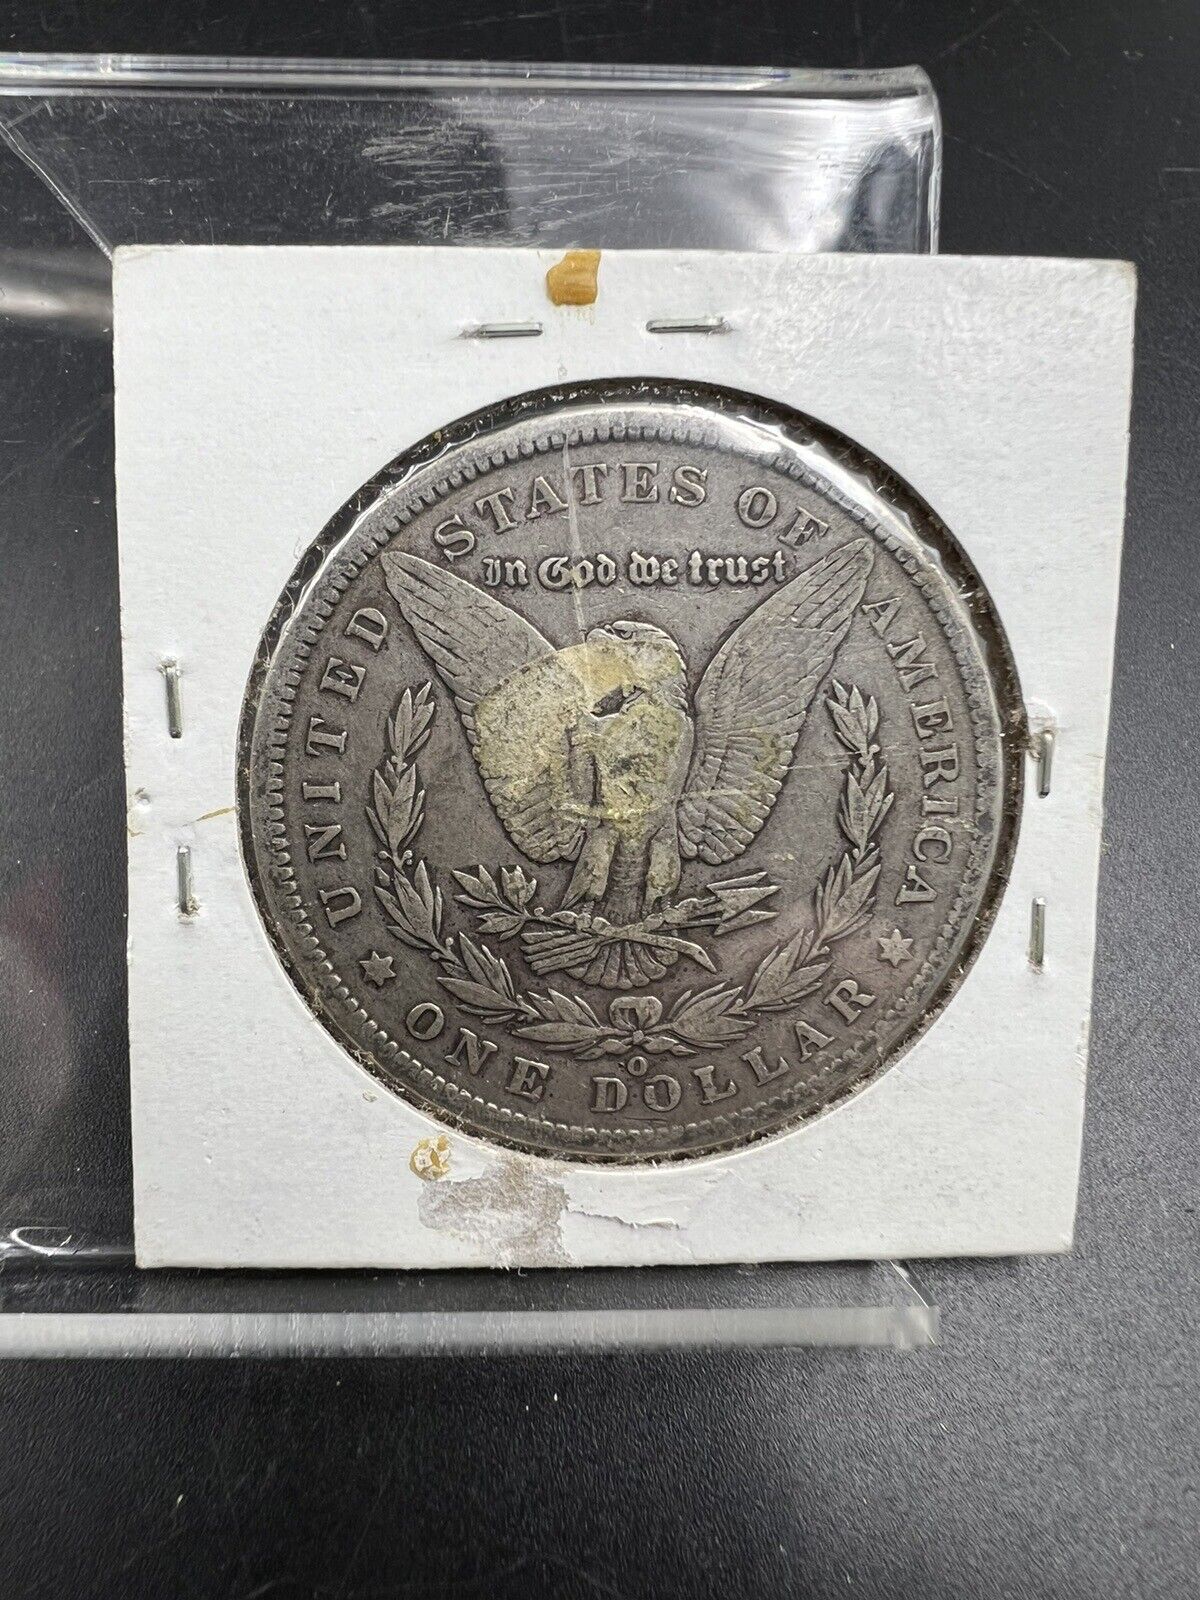 UNITED STATES OF AMERICA
In God we trust
O
ONE DOLLAR